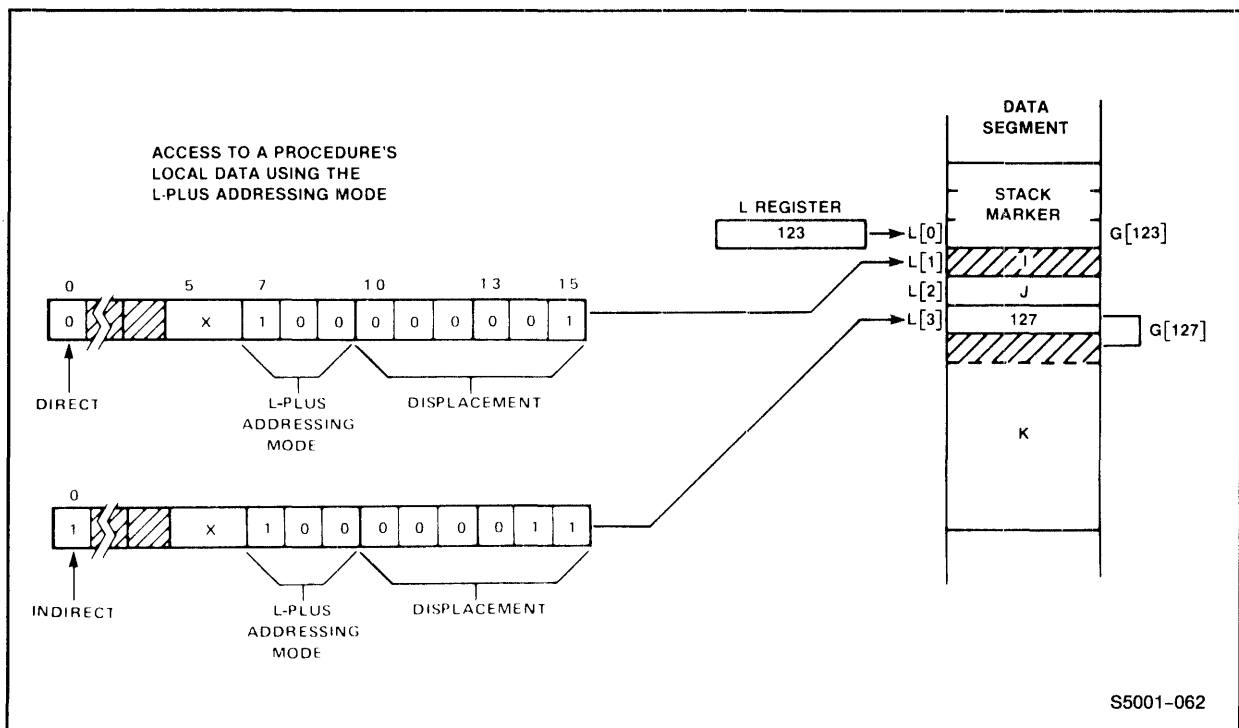 DATA
SEGMENT
ACCESS TO A PROCEDURE'S
LOCAL DATA USING THE
L-PLUS ADDRESSING MODE
STACK
MARKER
L REGISTER
123
L[0]
G[123]
L[1]
I
L[2]
J
L[3]
127
G[127]
K
0 5 7 10 13 15
0 X 1 0 0 0 0 0 0 0 1
DIRECT
L-PLUS
ADDRESSING
MODE
DISPLACEMENT
0
1 X 1 0 0 0 0 0 0 1 1
INDIRECT
L-PLUS
ADDRESSING
MODE
DISPLACEMENT
S5001-062